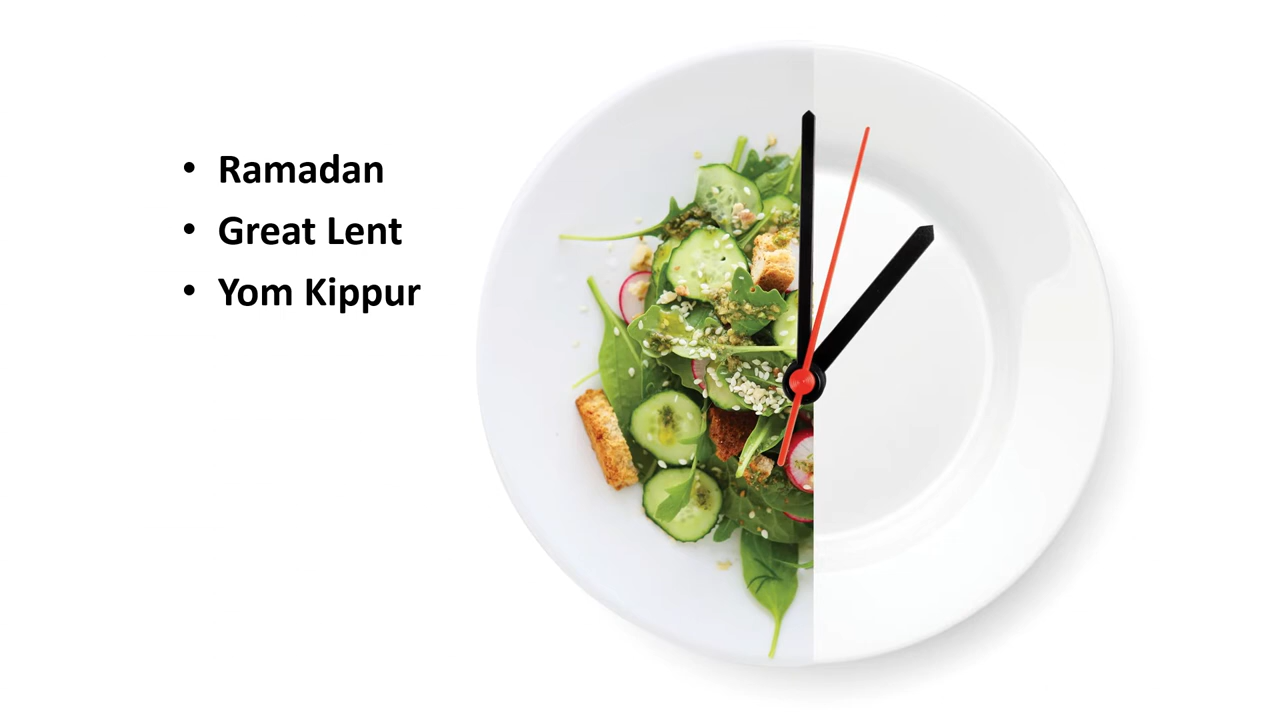 • Ramadan
• Great Lent
• Yom Kippur